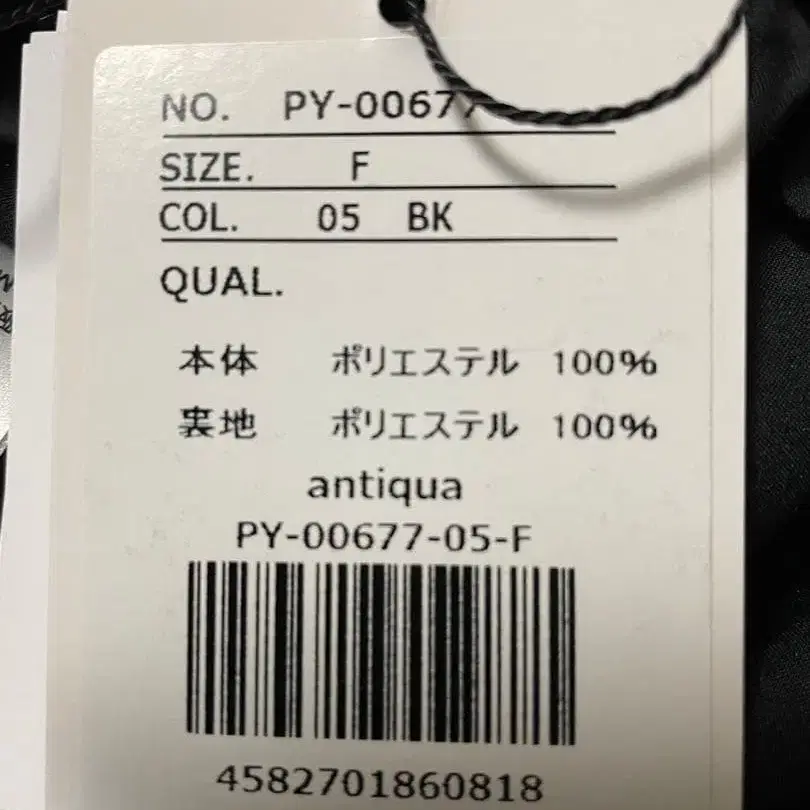 NO. PY-00677
SIZE. F
COL. 05 BK
QUAL.
本体 ポリエステル 100%
裏地 ポリエステル 100%
antiqua
PY-00677-05-F
4582701860818